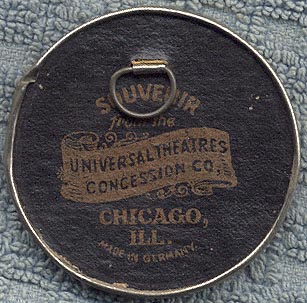 SOUVENIR
from the
UNIVERSAL THEATRES
CONCESSION CO.
CHICAGO,
ILL.
MADE IN GERMANY.